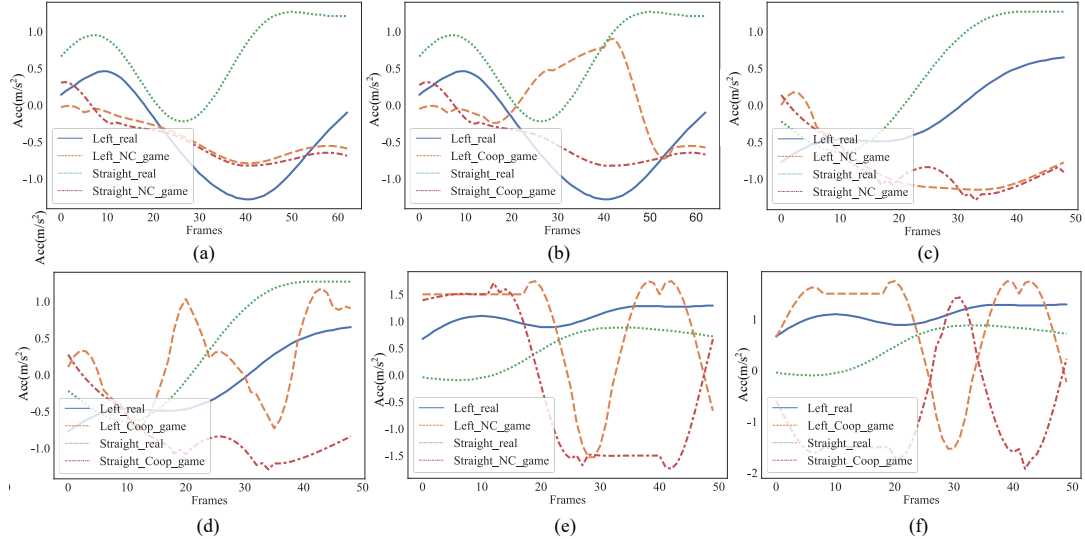 Acc(m/s²)
1.0
0.5
0.0
-0.5
-1.0
Left_real
Left_NC_game
Straight_real
Straight_NC_game
0 10 20 30 40 50 60
Frames
(a)
Acc(m/s²)
1.0
0.5
0.0
-0.5
-1.0
Left_real
Left_Coop_game
Straight_real
Straight_Coop_game
0 10 20 30 40 50 60
Frames
(b)
Acc(m/s²)
1.0
0.5
0.0
-0.5
-1.0
Left_real
Left_NC_game
Straight_real
Straight_NC_game
0 10 20 30 40 50
Frames
(c)
Acc(m/s²)
Acc(m/s²)
1.0
0.5
0.0
-0.5
-1.0
Left_real
Left_Coop_game
Straight_real
Straight_Coop_game
0 10 20 30 40 50
Frames
(d)
Acc(m/s²)
1.5
1.0
0.5
0.0
-0.5
-1.0
-1.5
Left_real
Left_NC_game
Straight_real
Straight_NC_game
0 10 20 30 40 50
Frames
(e)
Acc(m/s²)
1
0
-1
-2
Left_real
Left_Coop_game
Straight_real
Straight_Coop_game
0 10 20 30 40 50
Frames
(f)